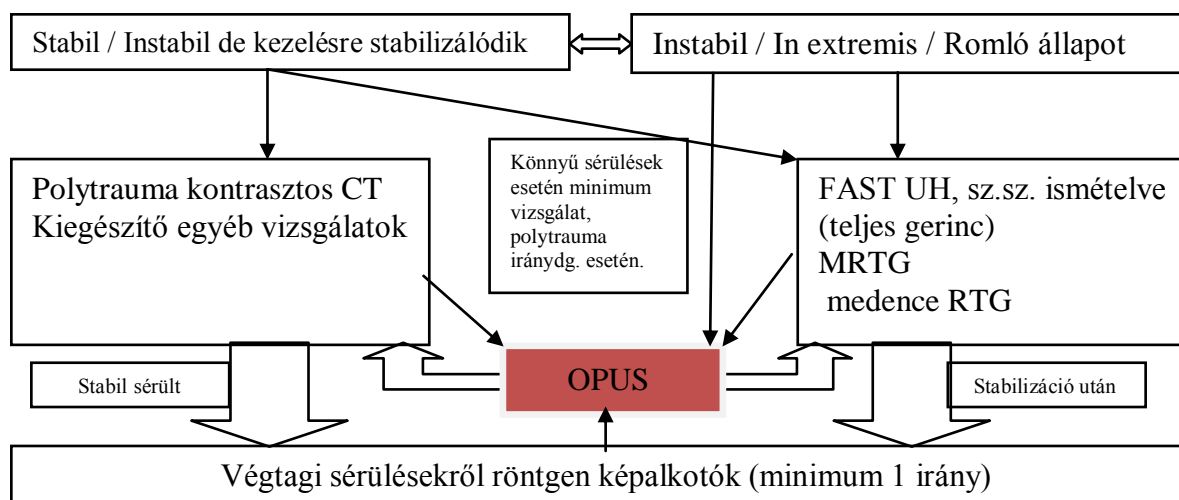 Stabil / Instabil de kezelésre stabilizálódik
Instabil / In extremis / Romló állapot
Polytrauma kontrasztos CT
Kiegészítő egyéb vizsgálatok
Könnyű sérülések
esetén minimum
vizsgálat,
polytrauma
iránydg. esetén.
FAST UH, sz.sz. ismételve
(teljes gerinc)
MRTG
medence RTG
Stabil sérült
OPUS
Stabilizáció után
Végtagi sérülésekről röntgen képalkotók (minimum 1 irány)